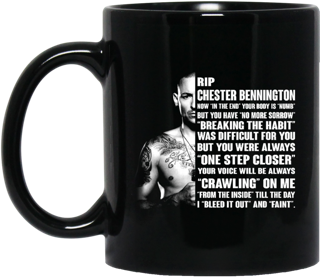 RIP
CHESTER BENNINGTON
NOW "IN THE END" YOUR BODY IS "NUMB"
BUT YOU HAVE "NO MORE SORROW"
"BREAKING THE HABIT"
WAS DIFFICULT FOR YOU
BUT YOU WERE ALWAYS
"ONE STEP CLOSER"
YOUR VOICE WILL BE ALWAYS
"CRAWLING" ON ME
"FROM THE INSIDE" TILL THE DAY
I "BLEED IT OUT" AND "FAINT".